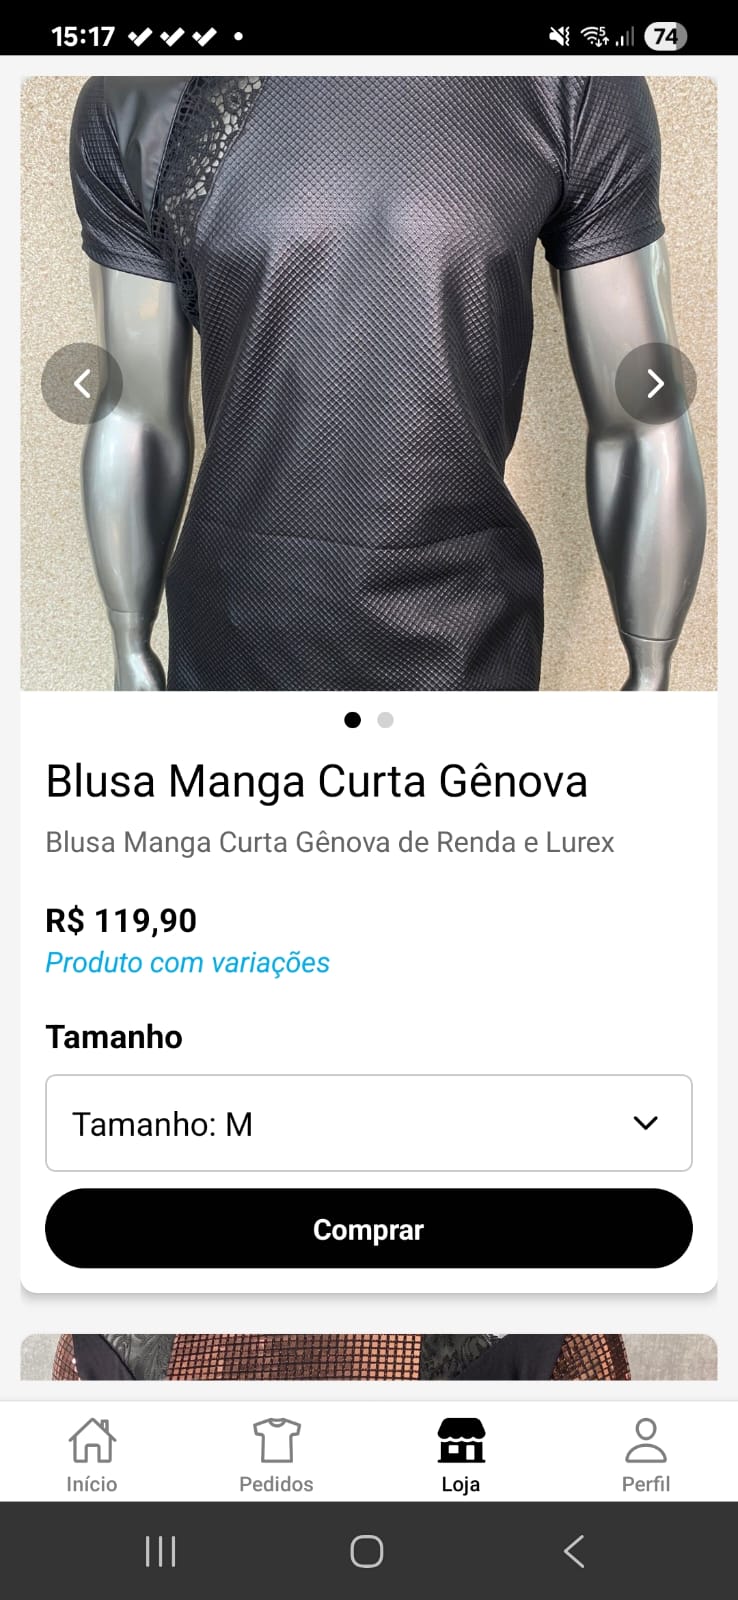 15:17
74
Blusa Manga Curta Gênova
Blusa Manga Curta Gênova de Renda e Lurex
R$ 119,90
Produto com variações
Tamanho
Tamanho: M
Comprar
Início
Pedidos
Loja
Perfil